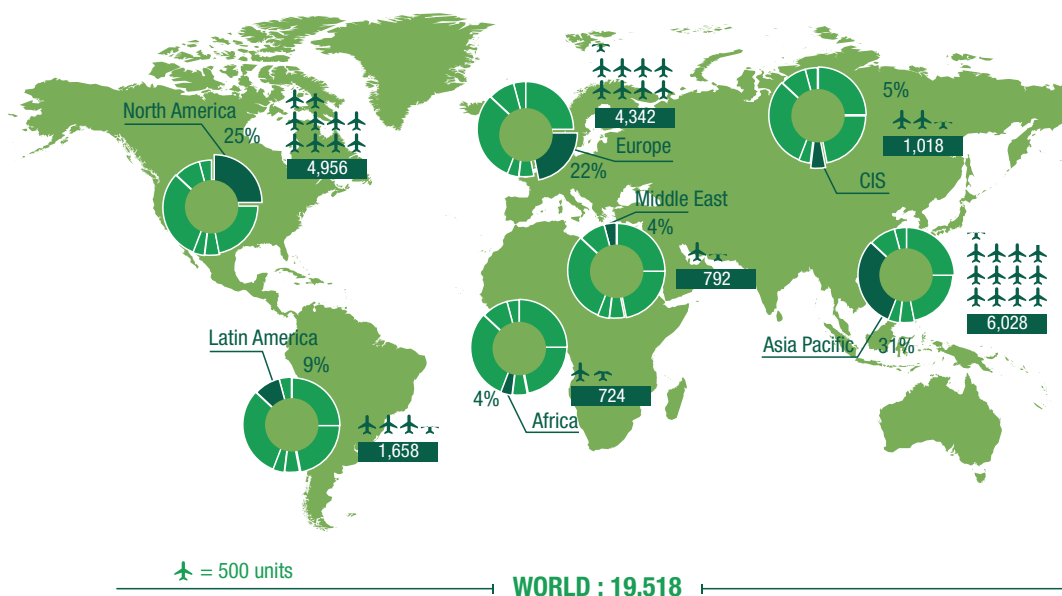 North America
25%
4,956
4,342
Europe
22%
5%
1,018
CIS
Middle East
4%
792
6,028
Asia Pacific
31%
Latin America
9%
1,658
4%
724
Africa
= 500 units
WORLD : 19,518